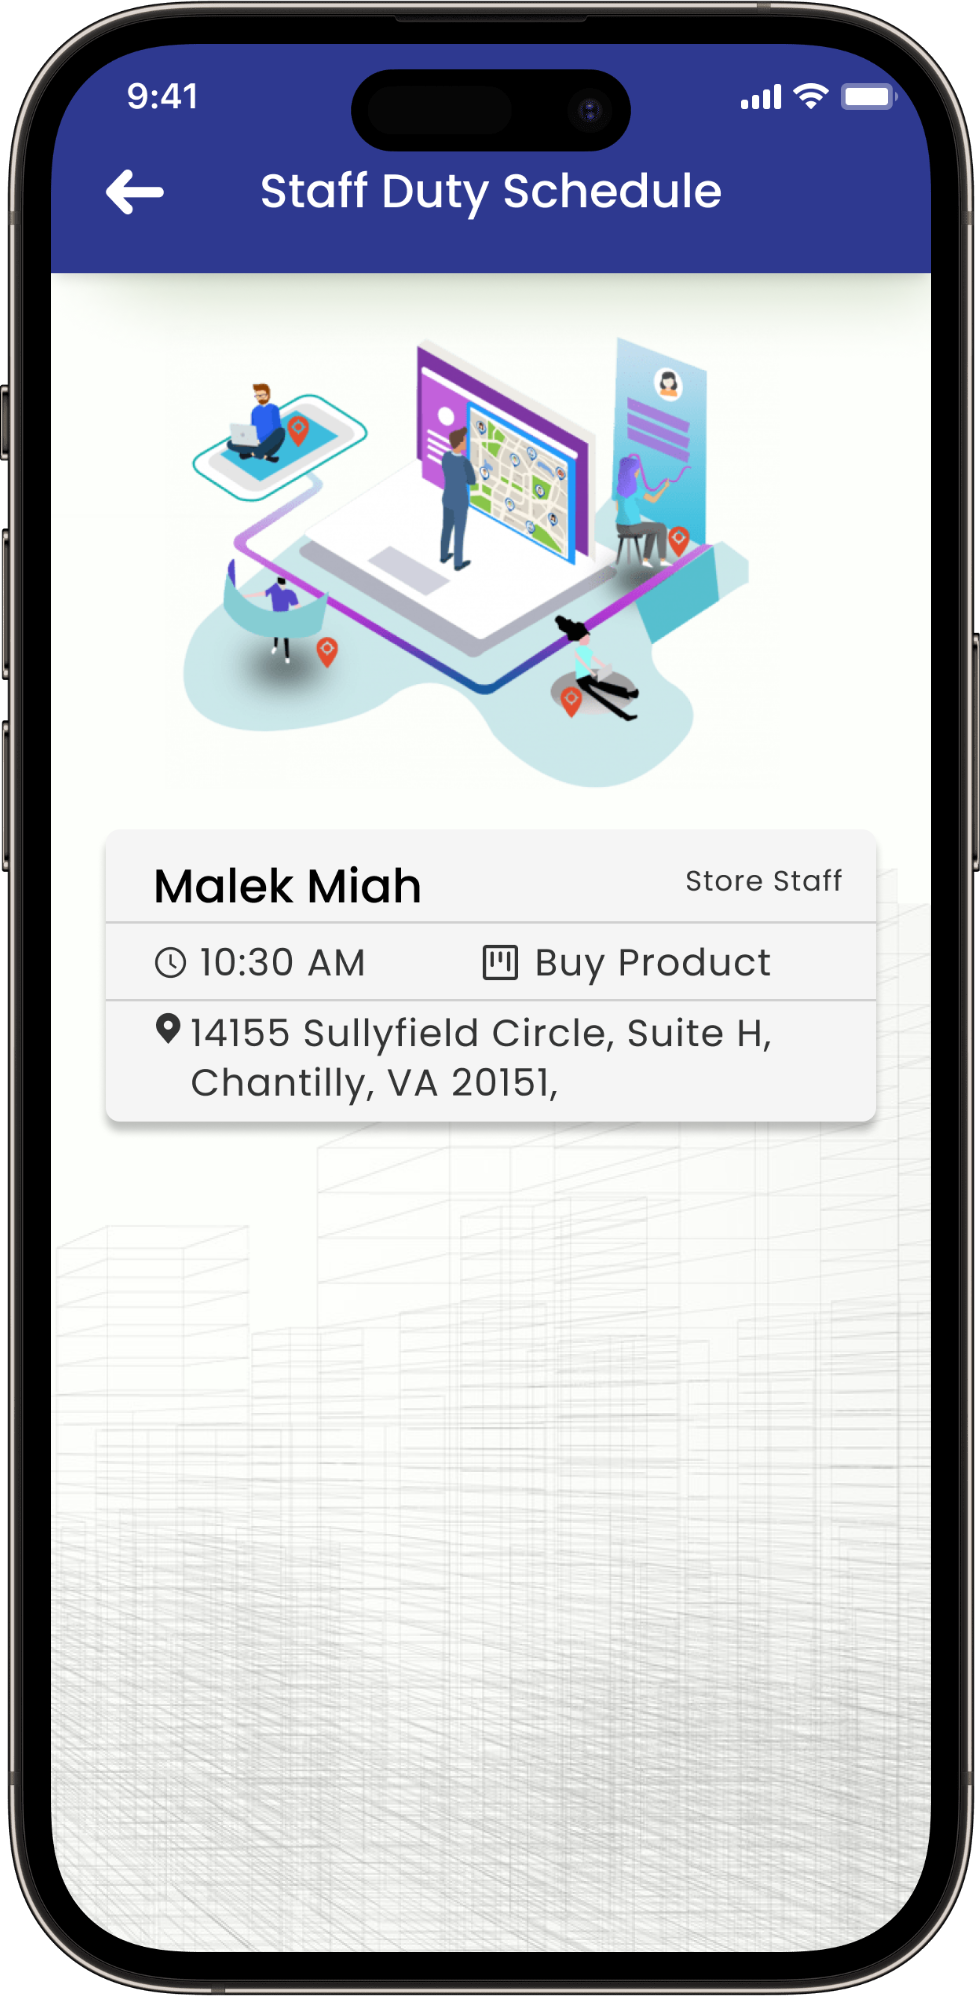 9:41
Staff Duty Schedule
Malek Miah
Store Staff
10:30 AM
Buy Product
14155 Sullyfield Circle, Suite H,
Chantilly, VA 20151,